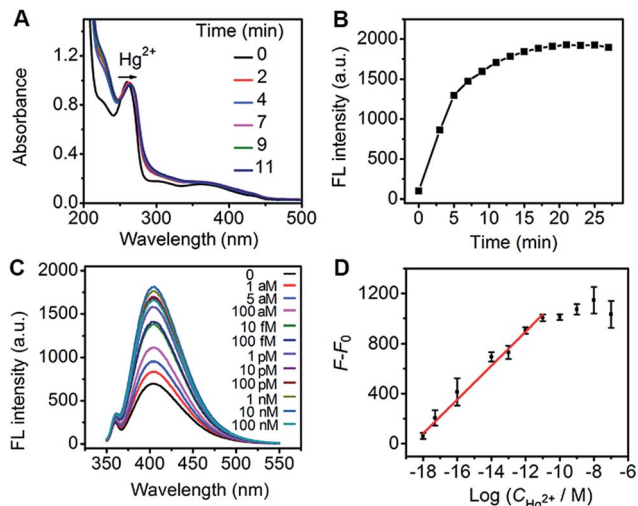 A
Time (min)
Hg2+
0
2
4
7
9
11
1.2
0.8
0.4
0.0
200 300 400 500
Wavelength (nm)
Absorbance
B
2000
1500
1000
500
0
0 5 10 15 20 25
Time (min)
FL intensity (a.u.)
C
2000
1500
1000
500
0
0
1 aM
5 aM
100 aM
10 fM
100 fM
1 pM
10 pM
100 pM
1 nM
10 nM
100 nM
350 400 450 500 550
Wavelength (nm)
FL intensity (a.u.)
D
1200
800
400
0
-18 -16 -14 -12 -10 -8 -6
Log (CHg2+ / M)
F-F0